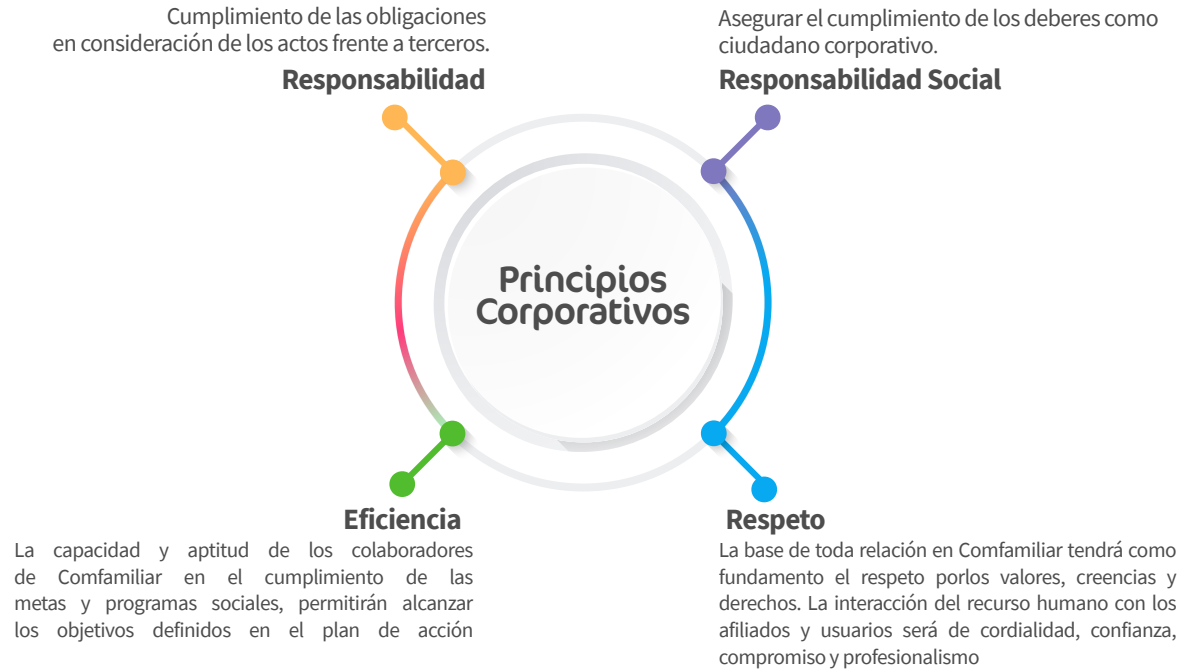 Cumplimiento de las obligaciones
en consideración de los actos frente a terceros.
Responsabilidad
Asegurar el cumplimiento de los deberes como
ciudadano corporativo.
Responsabilidad Social
Principios
Corporativos
Eficiencia
La capacidad y aptitud de los colaboradores
de Comfamiliar en el cumplimiento de las
metas y programas sociales, permitirán alcanzar
los objetivos definidos en el plan de acción
Respeto
La base de toda relación en Comfamiliar tendrá como
fundamento el respeto porlos valores, creencias y
derechos. La interacción del recurso humano con los
afiliados y usuarios será de cordialidad, confianza,
compromiso y profesionalismo